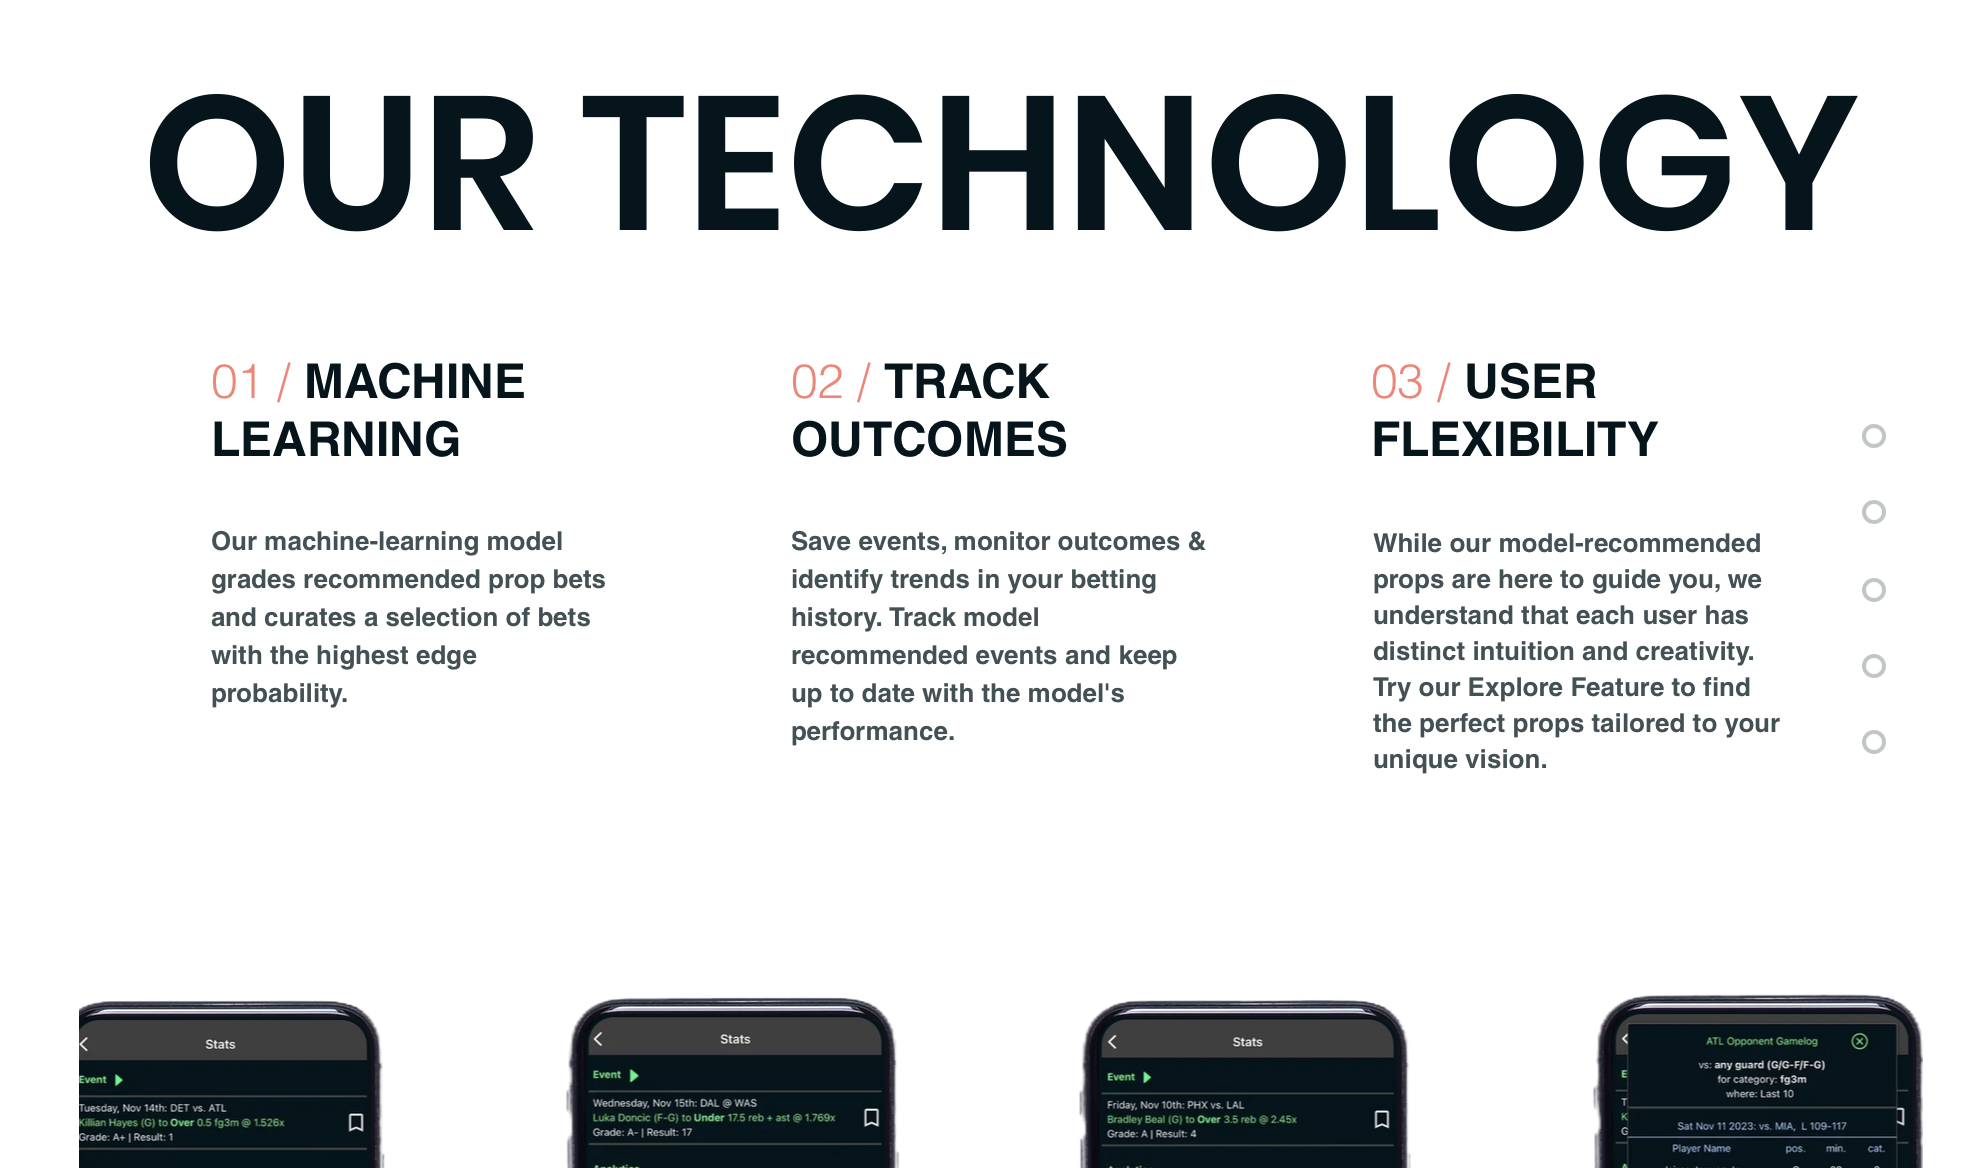 OUR TECHNOLOGY
01 / MACHINE
LEARNING
Our machine-learning model
grades recommended prop bets
and curates a selection of bets
with the highest edge
probability.
02 / TRACK
OUTCOMES
Save events, monitor outcomes &
identify trends in your betting
history. Track model
recommended events and keep
up to date with the model's
performance.
03 / USER
FLEXIBILITY
While our model-recommended
props are here to guide you, we
understand that each user has
distinct intuition and creativity.
Try our Explore Feature to find
the perfect props tailored to your
unique vision.
Stats
Event
Tuesday, Nov 14th: DET vs. ATL
Killian Hayes (G) to Over 0.5 fg3m @ 1.526x
Grade: A+ | Result: 1
Stats
Event
Wednesday, Nov 15th: DAL @ WAS
Luka Doncic (F-G) to Under 17.5 reb + ast @ 1.769x
Grade: A- | Result: 17
Stats
Event
Friday, Nov 10th: PHX vs. LAL
Bradley Beal (G) to Over 3.5 reb @ 2.45x
Grade: A | Result: 4
ATL Opponent Gamelog
vs: any guard (G/G-F/F-G)
for category: fg3m
where: Last 10
Sat Nov 11 2023: vs. MIA, L 109-117
Player Name pos. min. cat.